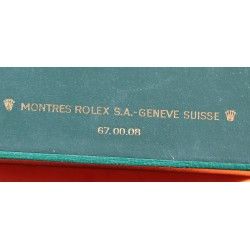 MONTRES ROLEX S.A.-GENEVE SUISSE
67.00.08